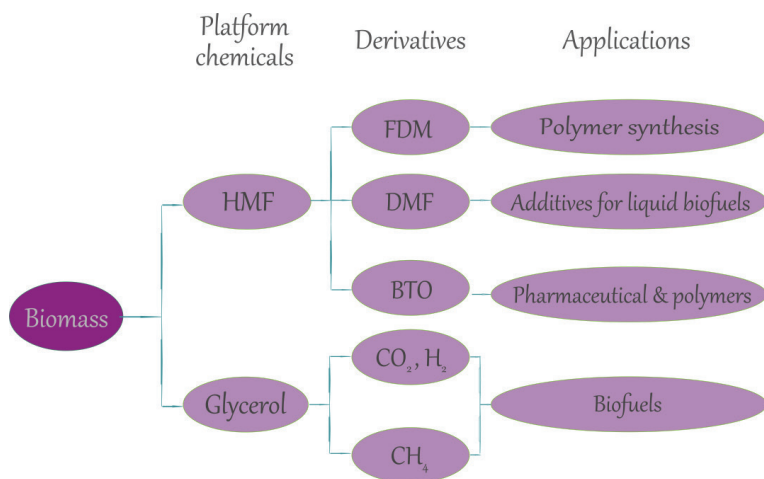 Platform
chemicals
Derivatives
Applications
FDM
Polymer synthesis
HMF
DMF
Additives for liquid biofuels
BTO
Pharmaceutical & polymers
Biomass
CO₂, H₂
Glycerol
Biofuels
CH₄